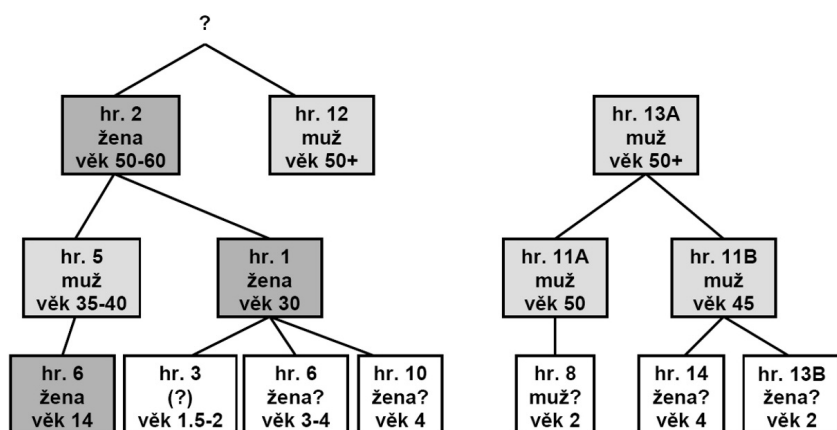 ?
hr. 2
žena
věk 50-60
hr. 12
muž
věk 50+
hr. 13A
muž
věk 50+
hr. 5
muž
věk 35-40
hr. 1
žena
věk 30
hr. 11A
muž
věk 50
hr. 11B
muž
věk 45
hr. 6
žena
věk 14
hr. 3
(?)
věk 1.5-2
hr. 6
žena?
věk 3-4
hr. 10
žena?
věk 4
hr. 8
muž?
věk 2
hr. 14
žena?
věk 4
hr. 13B
žena?
věk 2